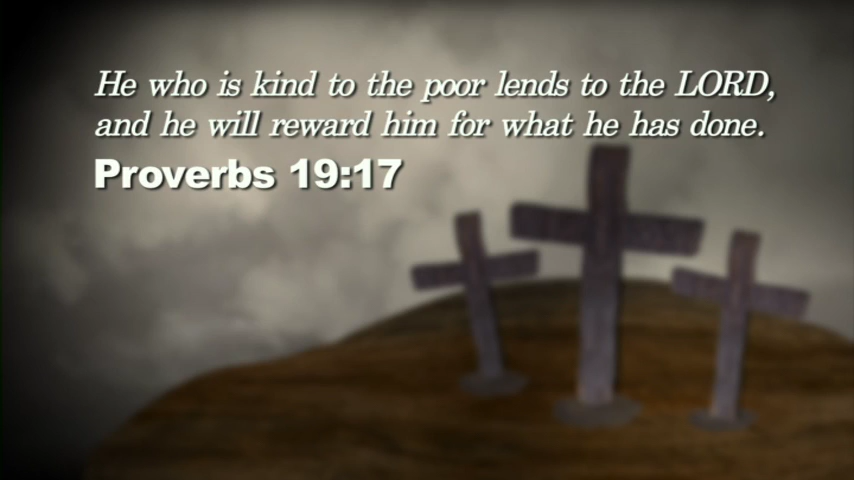 He who is kind to the poor lends to the LORD,
and he will reward him for what he has done.
Proverbs 19:17